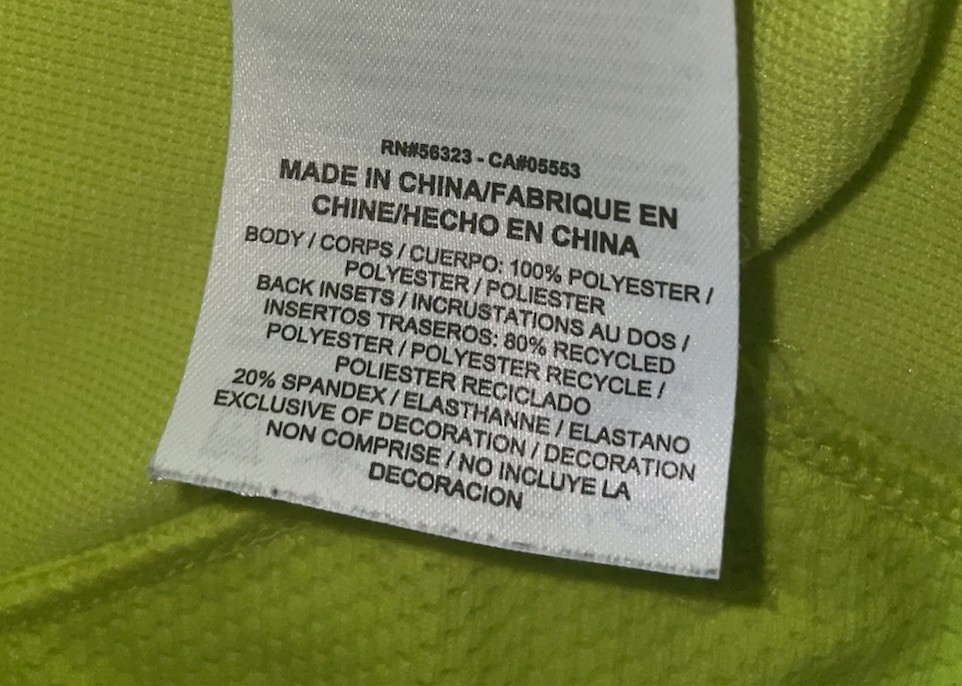 RN#56323 - CA#05553
MADE IN CHINA/FABRIQUE EN
CHINE/HECHO EN CHINA
BODY / CORPS / CUERPO: 100% POLYESTER /
POLYESTER / POLIESTER
BACK INSETS / INCRUSTATIONS AU DOS /
INSERTOS TRASEROS: 80% RECYCLED
POLYESTER / POLYESTER RECYCLE /
POLIESTER RECICLADO
20% SPANDEX / ELASTHANNE / ELASTANO
EXCLUSIVE OF DECORATION / DECORATION
NON COMPRISE / NO INCLUYE LA
DECORACION